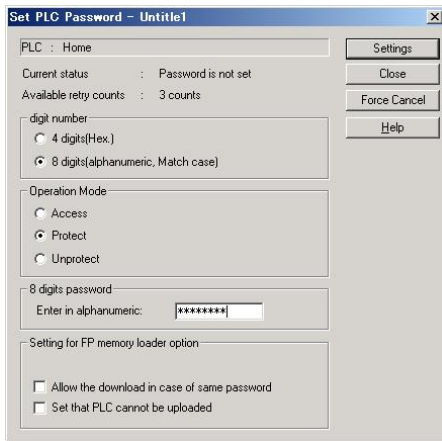 Set PLC Password - Untitle1
PLC : Home
Settings
Current status : Password is not set
Close
Available retry counts : 3 counts
Force Cancel
digit number
Help
4 digits(Hex.)
8 digits(alphanumeric, Match case)
Operation Mode
Access
Protect
Unprotect
8 digits password
Enter in alphanumeric: ********
Setting for FP memory loader option
Allow the download in case of same password
Set that PLC cannot be uploaded